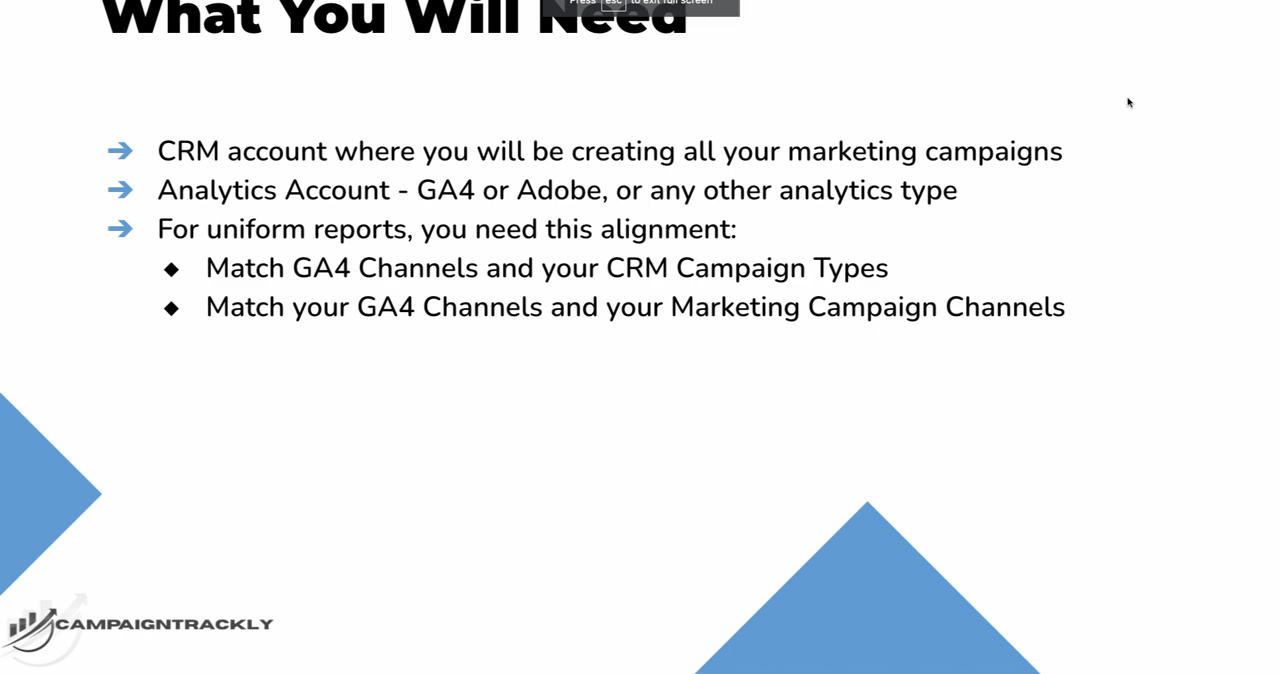 What You Will Need
Press esc to exit full screen
➔ CRM account where you will be creating all your marketing campaigns
➔ Analytics Account - GA4 or Adobe, or any other analytics type
➔ For uniform reports, you need this alignment:
◆ Match GA4 Channels and your CRM Campaign Types
◆ Match your GA4 Channels and your Marketing Campaign Channels
CAMPAIGNTRACKLY